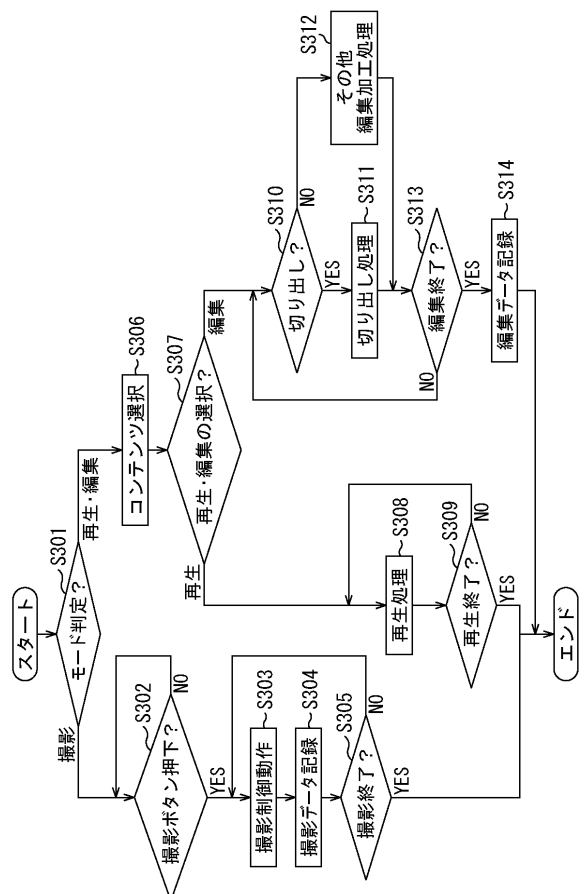 スタート
S301
モード判定？
撮影
再生・編集
S302
撮影ボタン押下？
NO
YES
S303
撮影制御動作
S304
撮影データ記録
S305
撮影終了？
NO
YES
S306
コンテンツ選択
S307
再生・編集の選択？
再生
編集
S308
再生処理
S309
再生終了？
NO
YES
S310
切り出し？
NO
YES
S311
切り出し処理
S312
その他
編集加工処理
S313
編集終了？
NO
YES
S314
編集データ記録
エンド